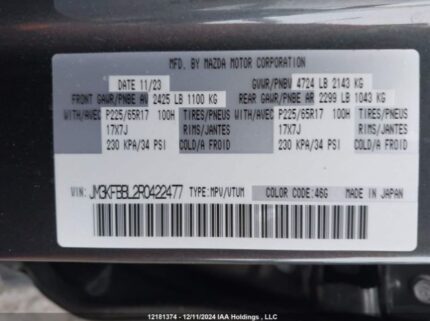 MFD. BY MAZDA MOTOR CORPORATION
DATE 11/23 GVWR/PNBV 4724 LB 2143 KG
FRONT GAWR/PNBE AV 2425 LB 1100 KG REAR GAWR/PNBE AR 2299 LB 1043 KG
WITH/AVEC P225/65R17 100H TIRES/PNEUS WITH/AVEC P225/65R17 100H TIRES/PNEUS
17X7J RIMS/JANTES 17X7J RIMS/JANTES
230 KPA/34 PSI COLD/A FROID 230 KPA/34 PSI COLD/A FROID
VIN: JM3KFBBL2R0422477 TYPE:MPV/VTUM COLOR CODE:46G MADE IN JAPAN
12181374 - 12/11/2024 IAA Holdings , LLC